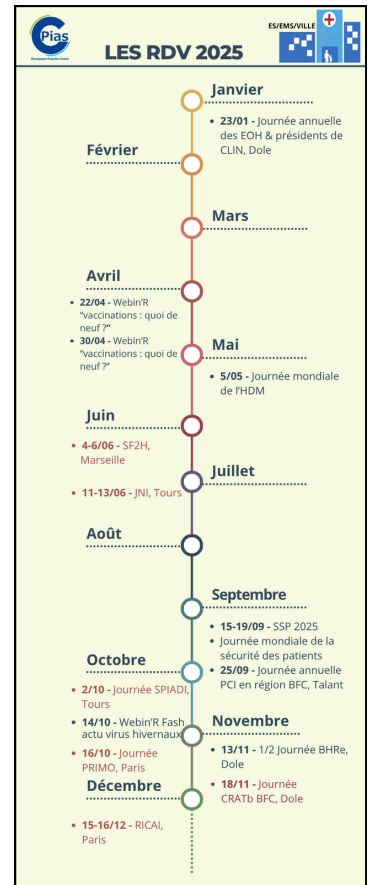 CPias
Bourgogne Franche-Comté
ES/EMS/VILLE
LES RDV 2025
Janvier
• 23/01 - Journée annuelle
des EOH & présidents de
CLIN, Dole
Février
Mars
Avril
• 22/04 - Webin'R
"vaccinations : quoi de
neuf ?"
• 30/04 - Webin'R
"vaccinations : quoi de
neuf ?"
Mai
• 5/05 - Journée mondiale
de l'HDM
Juin
• 4-6/06 - SF2H,
Marseille
• 11-13/06 - JNI, Tours
Juillet
Août
Septembre
• 15-19/09 - SSP 2025
• Journée mondiale de la
sécurité des patients
• 25/09 - Journée annuelle
PCI en région BFC, Talant
Octobre
• 2/10 - Journée SPIADI,
Tours
• 14/10 - Webin'R Fash
actu virus hivernaux
• 16/10 - Journée
PRIMO, Paris
Novembre
• 13/11 - 1/2 Journée BHRe,
Dole
• 18/11 - Journée
CRATb BFC, Dole
Décembre
• 15-16/12 - RICAI,
Paris